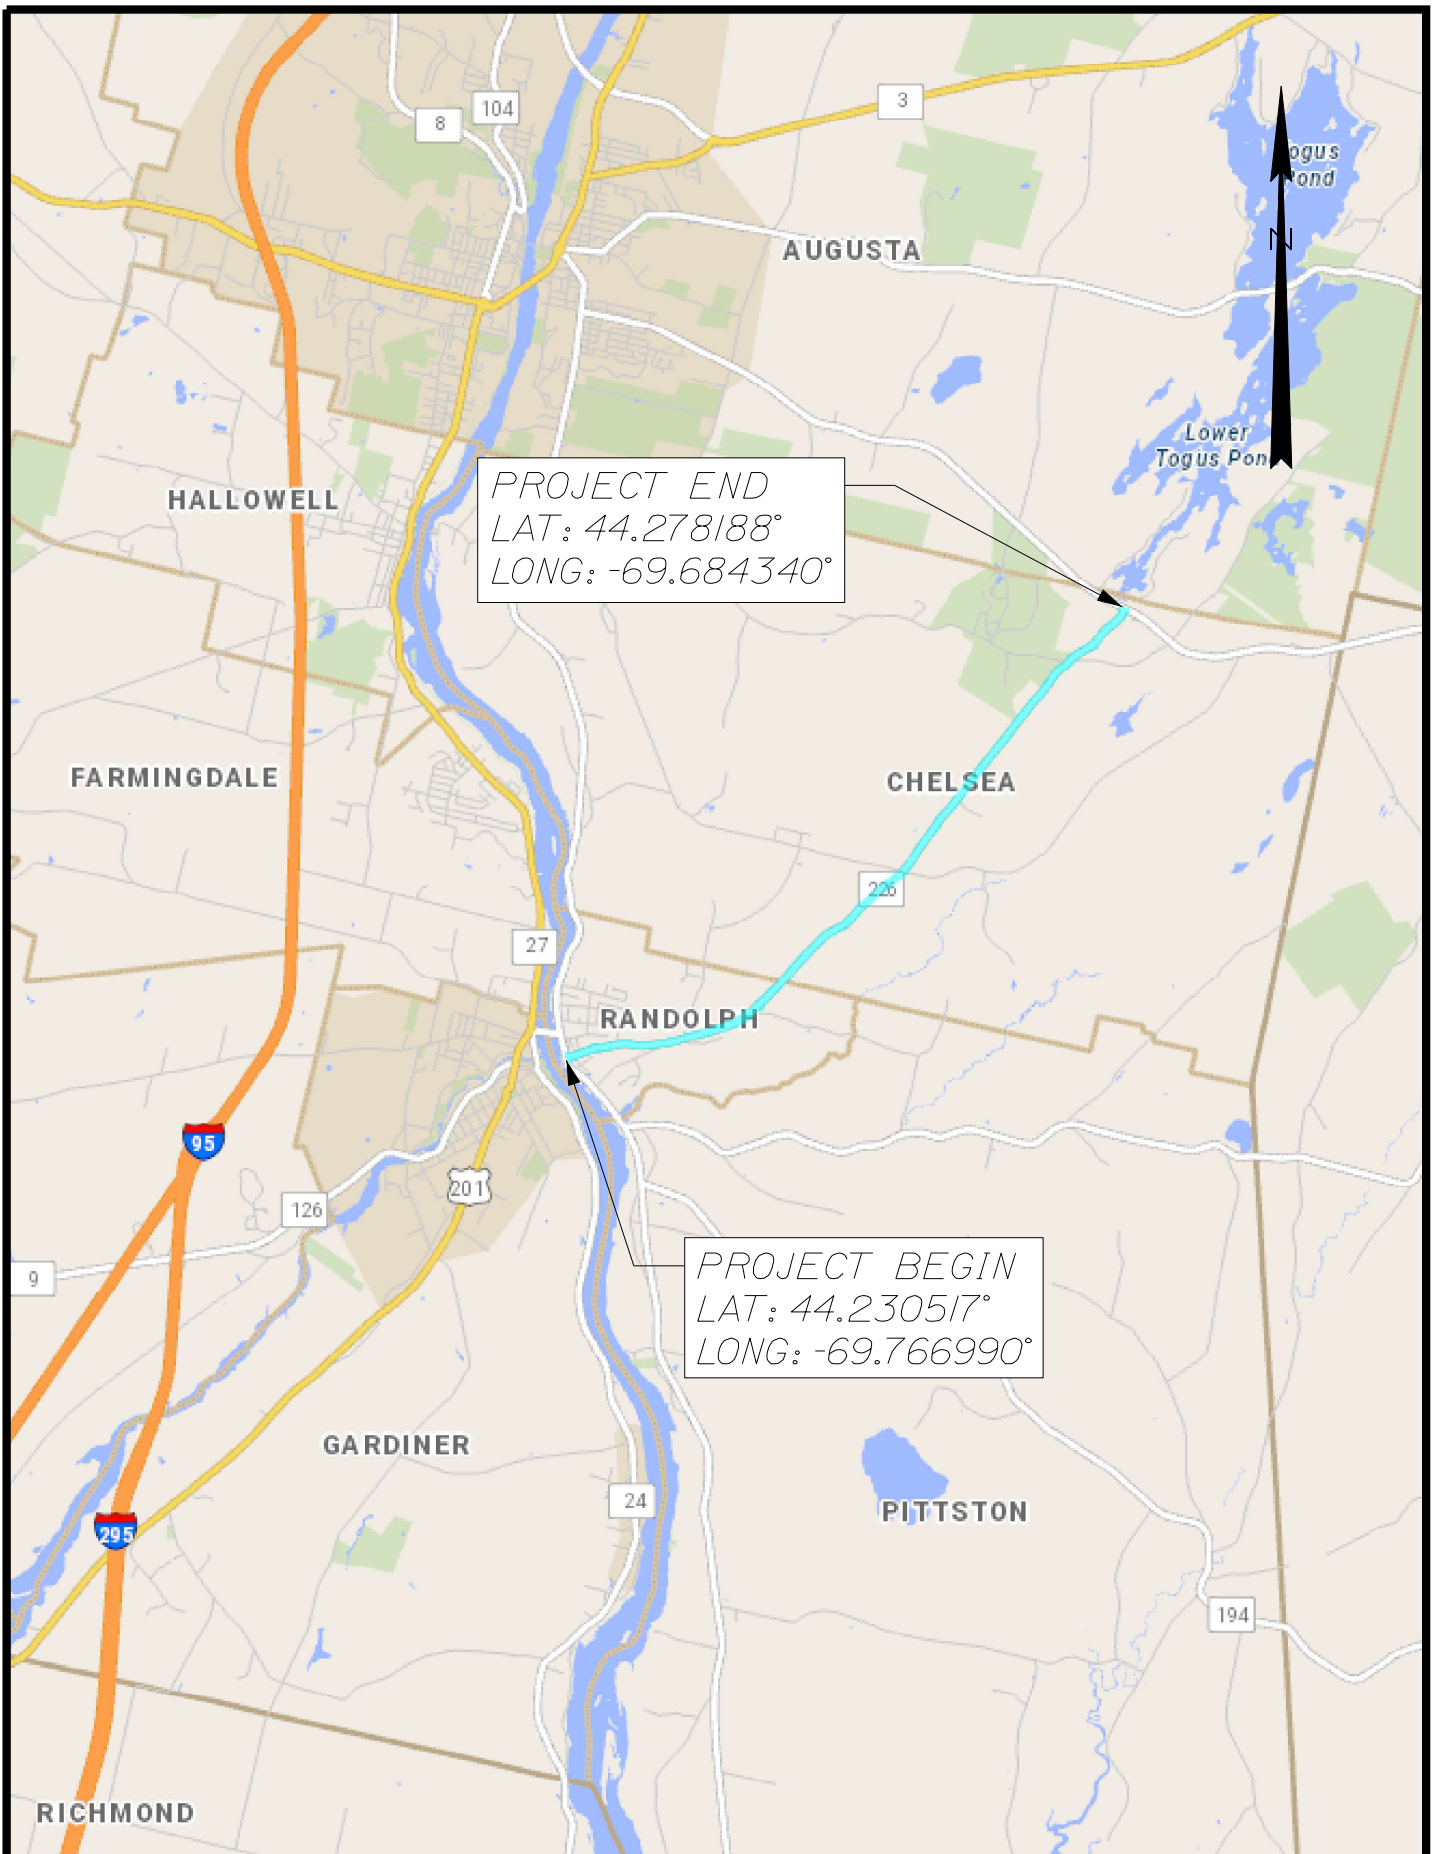 104
3
8
ogus
Pond
N
AUGUSTA
Lower
Togus Pond
HALLOWELL
PROJECT END
LAT: 44.278188°
LONG: -69.684340°
FARMINGDALE
CHELSEA
226
27
RANDOLPH
95
201
126
9
PROJECT BEGIN
LAT: 44.230517°
LONG: -69.766990°
GARDINER
24
PITTSTON
295
194
RICHMOND